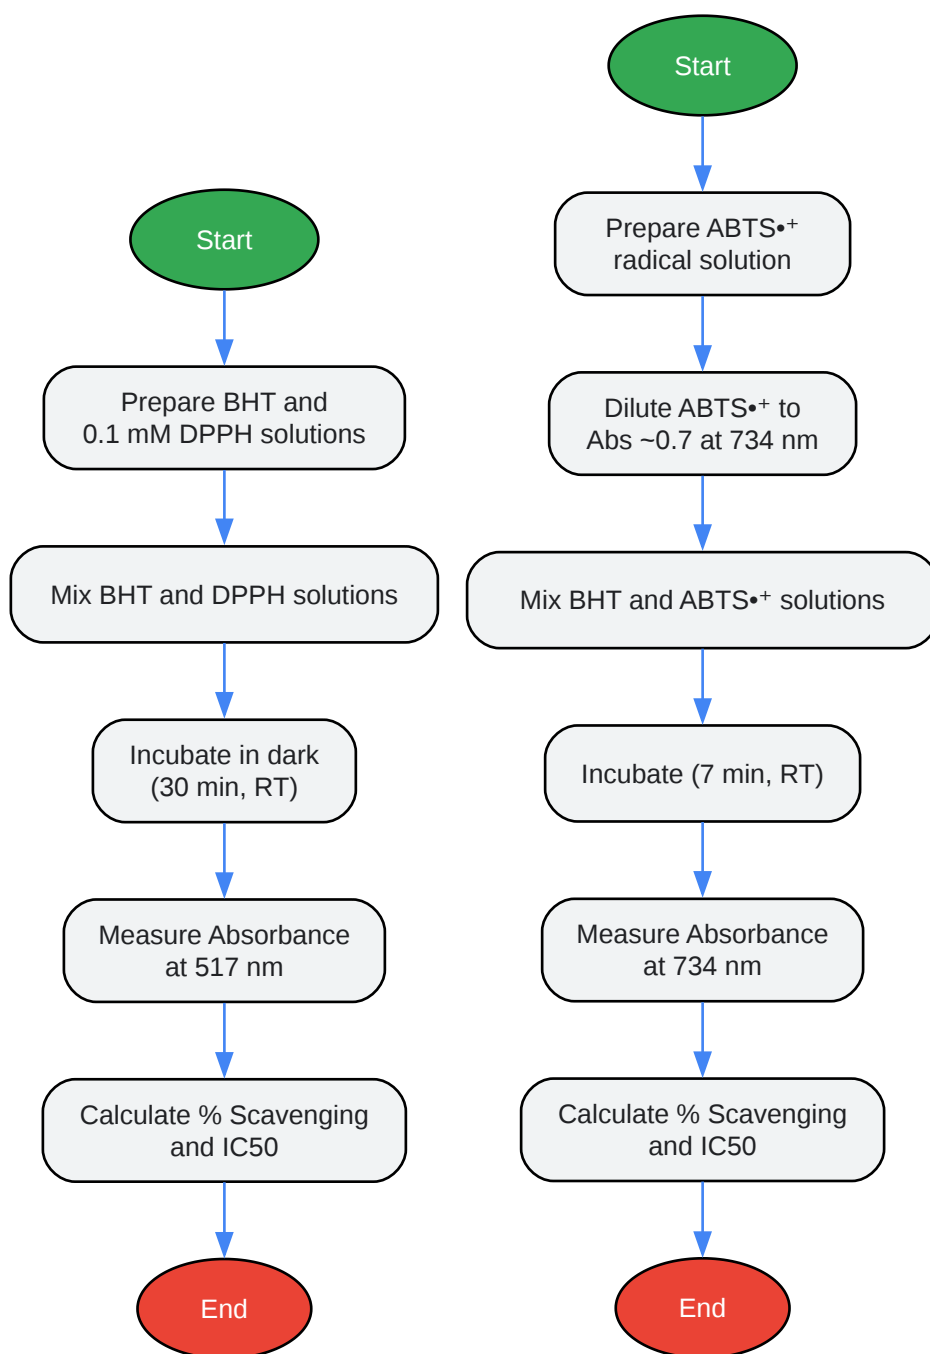 Start
Prepare BHT and
0.1 mM DPPH solutions
Mix BHT and DPPH solutions
Incubate in dark
(30 min, RT)
Measure Absorbance
at 517 nm
Calculate % Scavenging
and IC50
End
Start
Prepare ABTS•⁺
radical solution
Dilute ABTS•⁺ to
Abs ~0.7 at 734 nm
Mix BHT and ABTS•⁺ solutions
Incubate (7 min, RT)
Measure Absorbance
at 734 nm
Calculate % Scavenging
and IC50
End